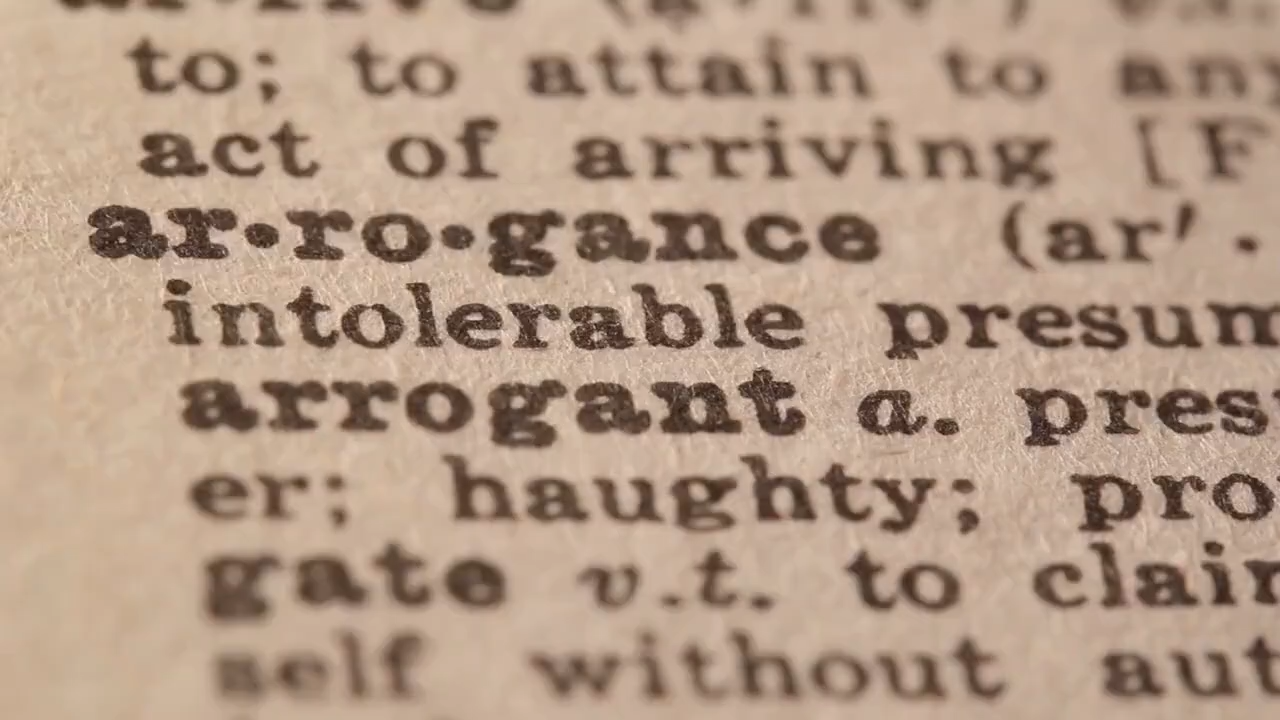 to; to attain to any
act of arriving [F
ar•ro•gance (ar′ •
intolerable presum
arrogant a. pres
er; haughty; pro
gate v.t. to clai
self without aut